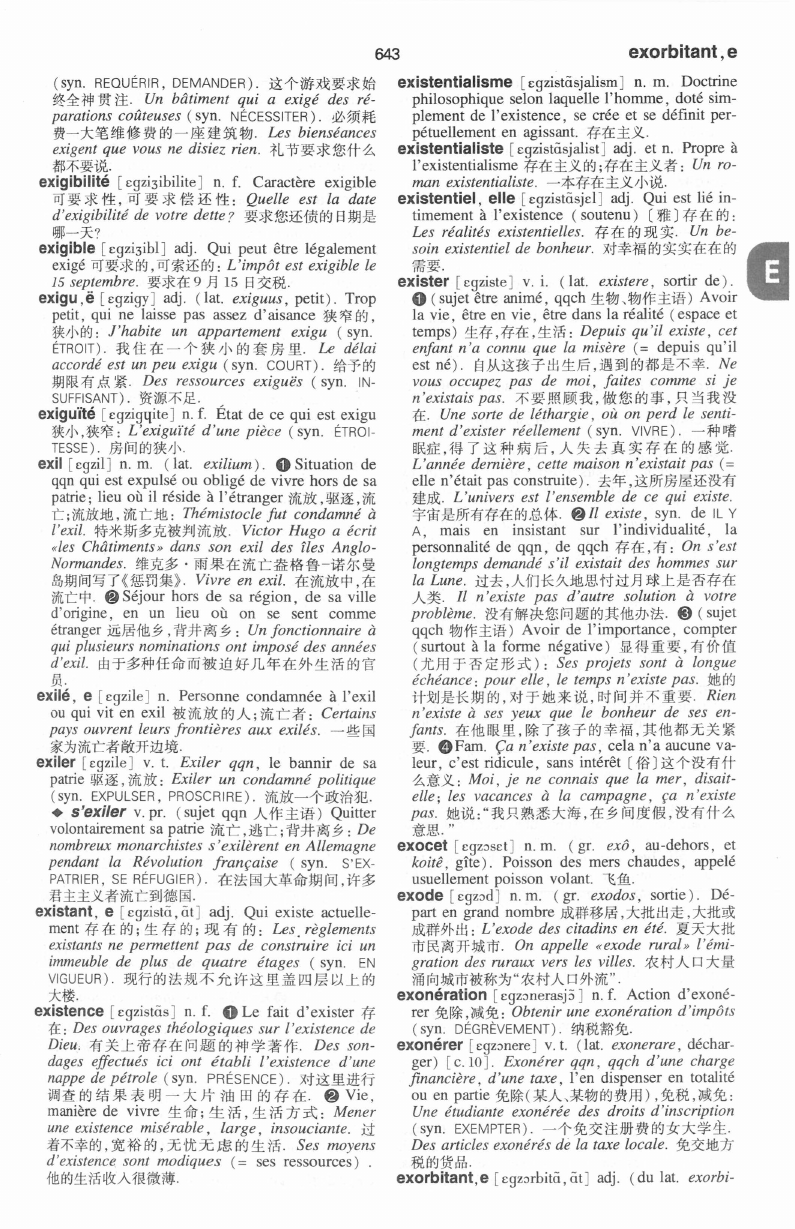 643
exorbitant,e
(syn. REQUÉRIR, DEMANDER). 这个游戏要求始
终全神贯注. Un bâtiment qui a exigé des ré-
parations coûteuses (syn. NÉCESSITER). 必须耗
费一大笔维修费的一座建筑物. Les bienséances
exigent que vous ne disiez rien. 礼节要求您什么
都不要说.
exigibilité [ɛgziʒibilite] n. f. Caractère exigible
可要求性,可要求偿还性: Quelle est la date
d'exigibilité de votre dette? 要求您还债的日期是
哪一天?
exigible [ɛgziʒibl] adj. Qui peut être légalement
exigé 可要求的,可索还的: L'impôt est exigible le
15 septembre. 要求在9月15日交税.
exigu,ë [ɛgzigy] adj. (lat. exiguus, petit). Trop
petit, qui ne laisse pas assez d'aisance 狭窄的,
狭小的: J'habite un appartement exigu (syn.
ÉTROIT). 我住在一个狭小的套房里. Le délai
accordé est un peu exigu (syn. COURT). 给予的
期限有点紧. Des ressources exiguës (syn. IN-
SUFFISANT). 资源不足.
exiguïté [ɛgzigɥite] n. f. État de ce qui est exigu
狭小,狭窄: L'exiguïté d'une pièce (syn. ÉTROI-
TESSE). 房间的狭小.
exil [ɛgzil] n. m. (lat. exilium). ❶ Situation de
qqn qui est expulsé ou obligé de vivre hors de sa
patrie; lieu où il réside à l'étranger 流放,驱逐,流
亡;流放地,流亡地: Thémistocle fut condamné à
l'exil. 特米斯多克被判流放. Victor Hugo a écrit
«les Châtiments» dans son exil des îles Anglo-
Normandes. 维克多·雨果在流亡盎格鲁-诺尔曼
岛期间写了《惩罚集》. Vivre en exil. 在流放中,在
流亡中. ❷ Séjour hors de sa région, de sa ville
d'origine, en un lieu où on se sent comme
étranger 远居他乡,背井离乡: Un fonctionnaire à
qui plusieurs nominations ont imposé des années
d'exil. 由于多种任命而被迫好几年在外生活的官
员.
exilé, e [ɛgzile] n. Personne condamnée à l'exil
ou qui vit en exil 被流放的人;流亡者: Certains
pays ouvrent leurs frontières aux exilés. 一些国
家为流亡者敞开边境.
exiler [ɛgzile] v. t. Exiler qqn, le bannir de sa
patrie 驱逐,流放: Exiler un condamné politique
(syn. EXPULSER, PROSCRIRE). 流放一个政治犯.
◆ s'exiler v. pr. (sujet qqn 人作主语) Quitter
volontairement sa patrie 流亡,逃亡;背井离乡: De
nombreux monarchistes s'exilèrent en Allemagne
pendant la Révolution française (syn. S'EX-
PATRIER, SE RÉFUGIER). 在法国大革命期间,许多
君主主义者流亡到德国.
existant, e [ɛgzistɑ̃, ɑ̃t] adj. Qui existe actuelle-
ment 存在的;生存的;现有的: Les règlements
existants ne permettent pas de construire ici un
immeuble de plus de quatre étages (syn. EN
VIGUEUR). 现行的法规不允许这里盖四层以上的
大楼.
existence [ɛgzistɑ̃s] n. f. ❶ Le fait d'exister 存
在: Des ouvrages théologiques sur l'existence de
Dieu. 有关上帝存在问题的神学著作. Des son-
dages effectués ici ont établi l'existence d'une
nappe de pétrole (syn. PRÉSENCE). 对这里进行
调查的结果表明一大片油田的存在. ❷ Vie,
manière de vivre 生命;生活,生活方式: Mener
une existence misérable, large, insouciante. 过
着不幸的,宽裕的,无忧无虑的生活. Ses moyens
d'existence sont modiques (= ses ressources).
他的生活收入很微薄.
existentialisme [ɛgzistɑ̃sjalism] n. m. Doctrine
philosophique selon laquelle l'homme, doté sim-
plement de l'existence, se crée et se définit per-
pétuellement en agissant. 存在主义.
existentialiste [ɛgzistɑ̃sjalist] adj. et n. Propre à
l'existentialisme 存在主义的;存在主义者: Un ro-
man existentialiste. 一本存在主义小说.
existentiel, elle [ɛgzistɑ̃sjɛl] adj. Qui est lié in-
timement à l'existence (soutenu) 〔雅〕存在的:
Les réalités existentielles. 存在的现实. Un be-
soin existentiel de bonheur. 对幸福的实实在在的
需要.
exister [ɛgziste] v. i. (lat. existere, sortir de).
❶ (sujet être animé, qqch 生物、物作主语) Avoir
la vie, être en vie, être dans la réalité (espace et
temps) 生存,存在,生活: Depuis qu'il existe, cet
enfant n'a connu que la misère (= depuis qu'il
est né). 自从这孩子出生后,遇到的都是不幸. Ne
vous occupez pas de moi, faites comme si je
n'existais pas. 不要照顾我,做您的事,只当我没
在. Une sorte de léthargie, où on perd le senti-
ment d'exister réellement (syn. VIVRE). 一种嗜
眠症,得了这种病后,人失去真实存在的感觉.
L'année dernière, cette maison n'existait pas (=
elle n'était pas construite). 去年,这所房屋还没有
建成. L'univers est l'ensemble de ce qui existe.
宇宙是所有存在的总体. ❷ Il existe, syn. de IL Y
A, mais en insistant sur l'individualité, la
personnalité de qqn, de qqch 存在,有: On s'est
longtemps demandé s'il existait des hommes sur
la Lune. 过去,人们长久地思忖过月球上是否存在
人类. Il n'existe pas d'autre solution à votre
problème. 没有解决您问题的其他办法. ❸ (sujet
qqch 物作主语) Avoir de l'importance, compter
(surtout à la forme négative) 显得重要,有价值
(尤用于否定形式): Ses projets sont à longue
échéance; pour elle, le temps n'existe pas. 她的
计划是长期的,对于她来说,时间并不重要. Rien
n'existe à ses yeux que le bonheur de ses en-
fants. 在他眼里,除了孩子的幸福,其他都无关紧
要. ❹ Fam. Ça n'existe pas, cela n'a aucune va-
leur, c'est ridicule, sans intérêt 〔俗〕这个没有什
么意义: Moi, je ne connais que la mer, disait-
elle; les vacances à la campagne, ça n'existe
pas. 她说:“我只熟悉大海,在乡间度假,没有什么
意思.”
exocet [ɛgzɔsɛt] n. m. (gr. exô, au-dehors, et
koitê, gîte). Poisson des mers chaudes, appelé
usuellement poisson volant. 飞鱼.
exode [ɛgzɔd] n. m. (gr. exodos, sortie). Dé-
part en grand nombre 成群移居,大批出走,大批或
成群外出: L'exode des citadins en été. 夏天大批
市民离开城市. On appelle «exode rural» l'émi-
gration des ruraux vers les villes. 农村人口大量
涌向城市被称为“农村人口外流”.
exonération [ɛgzɔnerasjɔ̃] n. f. Action d'exoné-
rer 免除,减免: Obtenir une exonération d'impôts
(syn. DÉGRÈVEMENT). 纳税豁免.
exonérer [ɛgzɔnere] v. t. (lat. exonerare, déchar-
ger) [c. 10]. Exonérer qqn, qqch d'une charge
financière, d'une taxe, l'en dispenser en totalité
ou en partie 免除(某人、某物的费用),免税,减免:
Une étudiante exonérée des droits d'inscription
(syn. EXEMPTER). 一个免交注册费的女大学生.
Des articles exonérés de la taxe locale. 免交地方
税的货品.
exorbitant,e [ɛgzɔrbitɑ̃, ɑ̃t] adj. (du lat. exorbi-
E